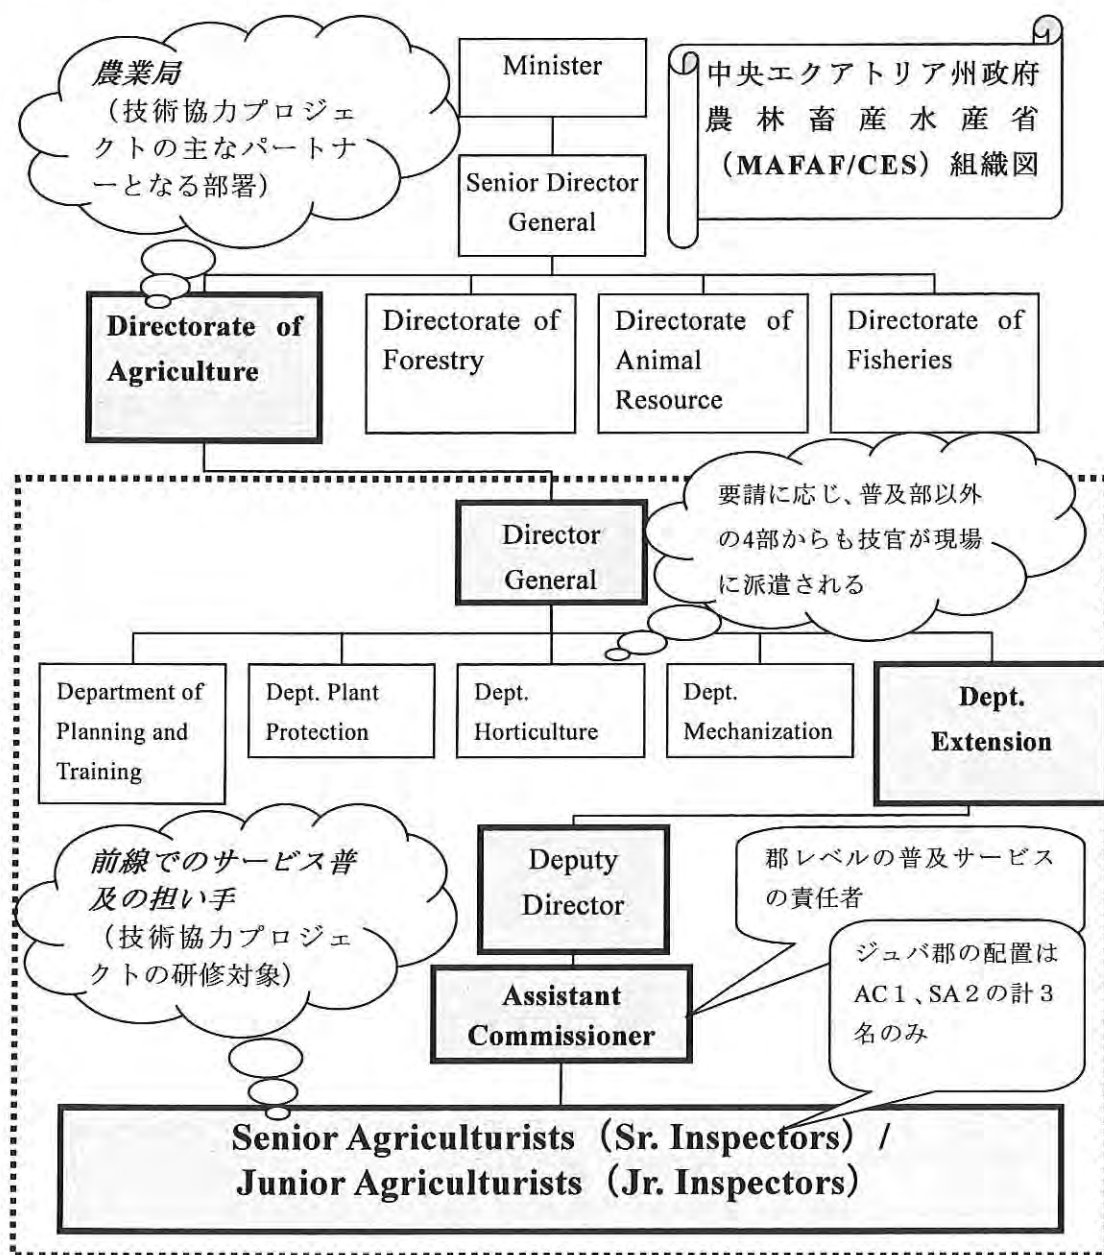 農業局
（技術協力プロジェ
クトの主なパートナ
ーとなる部署）
Minister
中央エクアトリア州政府
農林畜産水産省
（MAFAF/CES）組織図
Senior Director
General
Directorate of
Agriculture
Directorate of
Forestry
Directorate of
Animal
Resource
Directorate of
Fisheries
Director
General
要請に応じ、普及部以外
の4部からも技官が現場
に派遣される
Department of
Planning and
Training
Dept. Plant
Protection
Dept.
Horticulture
Dept.
Mechanization
Dept.
Extension
前線でのサービス普
及の担い手
（技術協力プロジェ
クトの研修対象）
Deputy
Director
郡レベルの普及サービス
の責任者
Assistant
Commissioner
ジュバ郡の配置は
AC１、SA２の計３
名のみ
Senior Agriculturists（Sr. Inspectors）/
Junior Agriculturists（Jr. Inspectors）